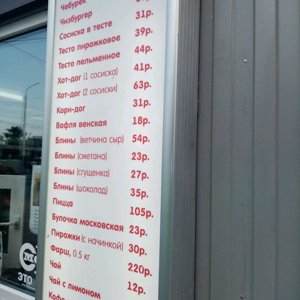 Чебурек
Чизбургер
Сосиска в тесте 31р.
Тесто пирожковое 39р.
Тесто пельменное 44р.
Хот-дог (1 сосиска) 41р.
Хот-дог (2 сосиски) 63р.
Корн-дог 31р.
Вафля венская 18р.
Блины (ветчина сыр) 54р.
Блины (сметана) 23р.
Блины (сгущенка) 27р.
Блины (шоколад) 35р.
Пицца 105р.
Булочка московская 23р.
Пирожки (с начинкой) 30р.
Фарш, 0,5 кг 220р.
Чай 12р.
Чай с лимоном
Кофе
ЭТО